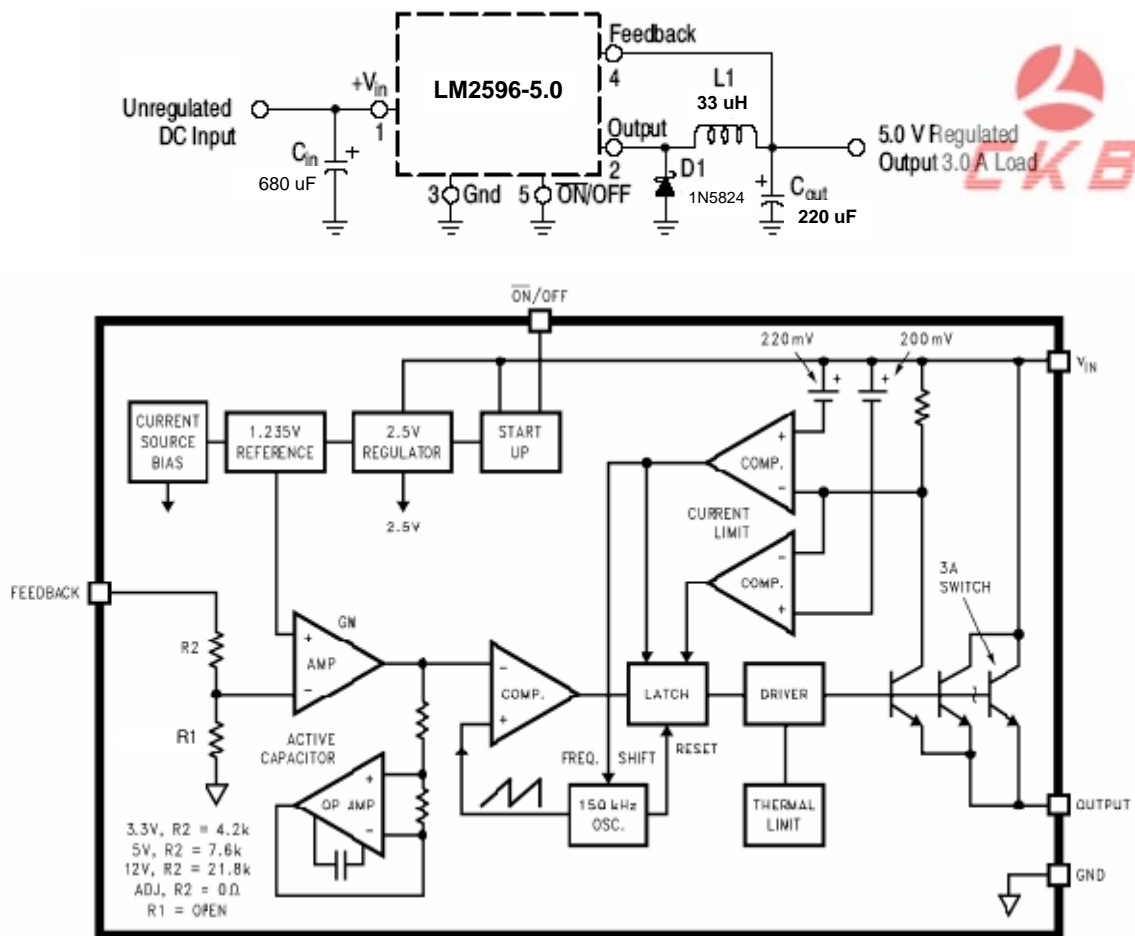 Feedback
4
LM2596-5.0
+Vin
1
Unregulated
DC Input
Cin
+
680 uF
L1
33 uH
Output
2
D1
1N5824
+
Cout
220 uF
5.0 V Regulated
Output 3.0 A Load
CKB
3 Gnd
5 ON/OFF
ON/OFF
220mV
200mV
+
+
VIN
CURRENT
SOURCE
BIAS
1.235V
REFERENCE
2.5V
REGULATOR
START
UP
2.5V
+
COMP.
-
CURRENT
LIMIT
-
COMP.
+
3A
SWITCH
FEEDBACK
R2
R1
GM
+
AMP
-
-
COMP.
+
LATCH
DRIVER
ACTIVE
CAPACITOR
+
OP AMP
-
FREQ. SHIFT
RESET
150 kHz
OSC.
THERMAL
LIMIT
OUTPUT
GND
3.3V, R2 = 4.2k
5V, R2 = 7.6k
12V, R2 = 21.8k
ADJ, R2 = 0Ω
R1 = OPEN